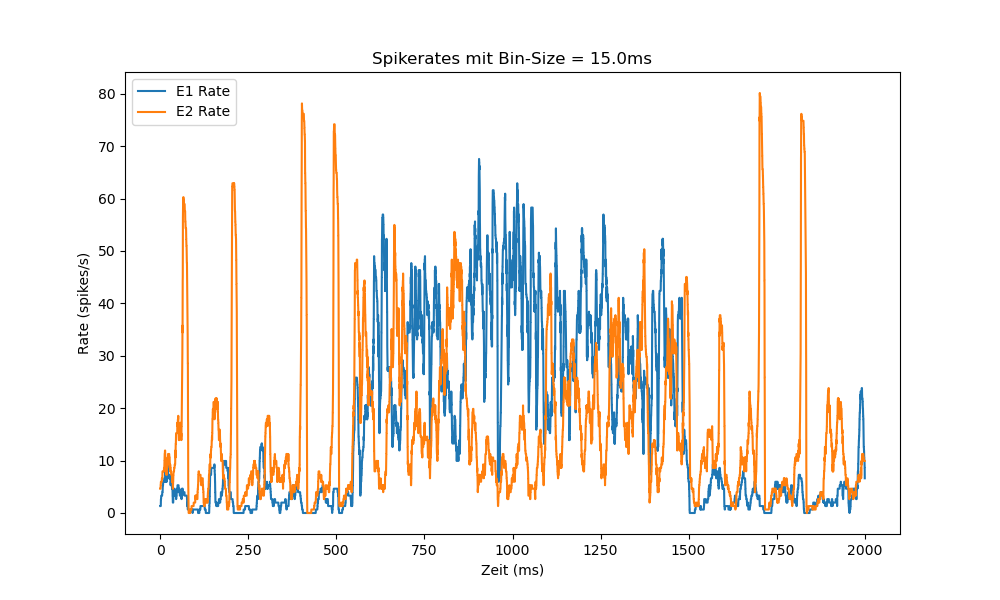 Spikerates mit Bin-Size = 15.0ms
E1 Rate
E2 Rate
80
70
60
50
40
30
20
10
0
Rate (spikes/s)
0 250 500 750 1000 1250 1500 1750 2000
Zeit (ms)